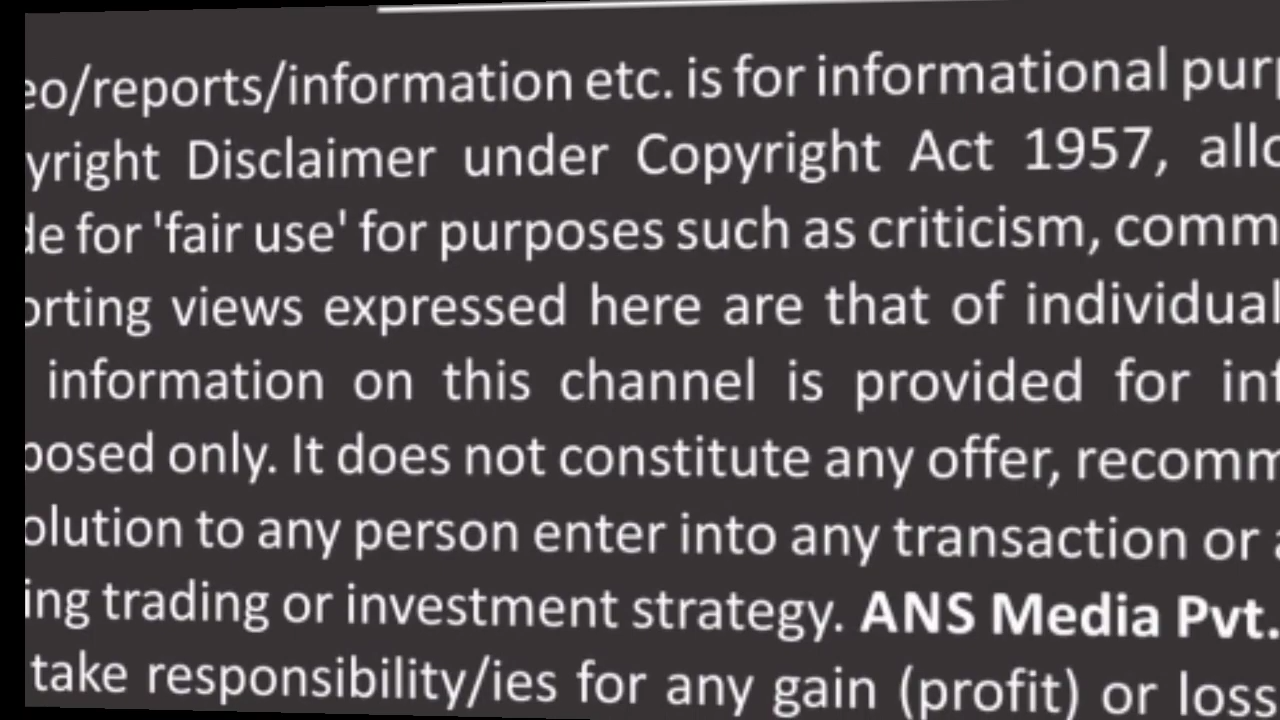 eo/reports/information etc. is for informational pur
yright Disclaimer under Copyright Act 1957, allo
de for 'fair use' for purposes such as criticism, comm
orting views expressed here are that of individual
information on this channel is provided for inf
posed only. It does not constitute any offer, recomm
olution to any person enter into any transaction or a
ing trading or investment strategy. ANS Media Pvt.
take responsibility/ies for any gain (profit) or loss